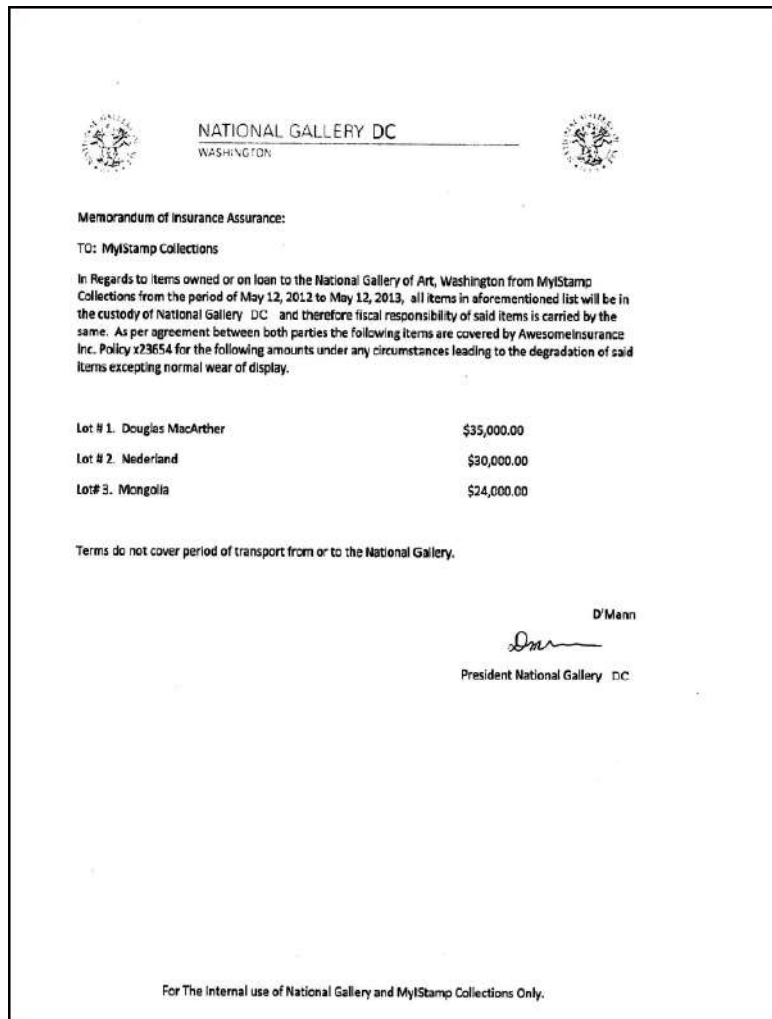 NATIONAL GALLERY DC
WASHINGTON
Memorandum of Insurance Assurance:
TO: MyIStamp Collections
In Regards to items owned or on loan to the National Gallery of Art, Washington from MyIStamp
Collections from the period of May 12, 2012 to May 12, 2013, all items in aforementioned list will be in
the custody of National Gallery DC and therefore fiscal responsibility of said items is carried by the
same. As per agreement between both parties the following items are covered by AwesomeInsurance
Inc. Policy x23654 for the following amounts under any circumstances leading to the degradation of said
items excepting normal wear of display.
Lot # 1. Douglas MacArther $35,000.00
Lot # 2. Nederland $30,000.00
Lot# 3. Mongolia $24,000.00
Terms do not cover period of transport from or to the National Gallery.
D'Mann
President National Gallery DC
For The Internal use of National Gallery and MyIStamp Collections Only.